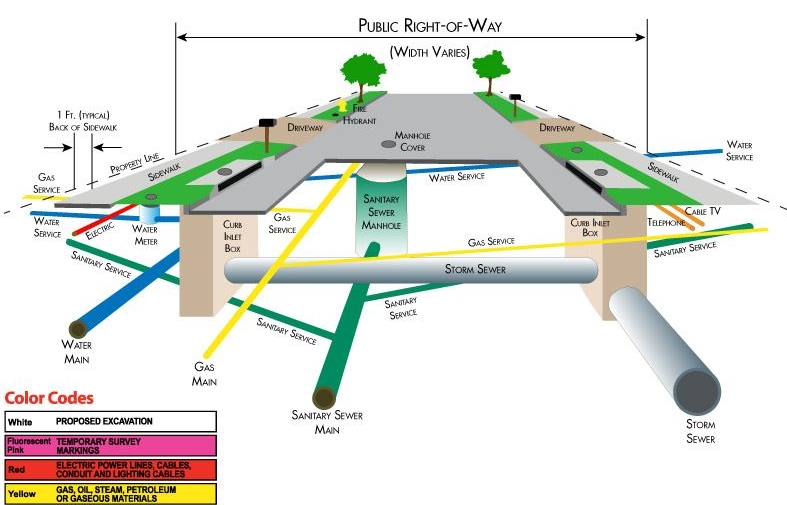 PUBLIC RIGHT-OF-WAY
(WIDTH VARIES)
1 FT. (TYPICAL)
BACK OF SIDEWALK
FIRE
HYDRANT
DRIVEWAY
DRIVEWAY
MANHOLE
COVER
PROPERTY LINE
SIDEWALK
SIDEWALK
WATER
SERVICE
GAS
SERVICE
WATER SERVICE
SANITARY
SEWER
MANHOLE
WATER
SERVICE
ELECTRIC
WATER
METER
CURB
INLET
BOX
GAS
SERVICE
CURB INLET
BOX
CABLE TV
TELEPHONE
SANITARY SERVICE
GAS SERVICE
SANITARY SERVICE
STORM SEWER
SANITARY
SERVICE
SANITARY SERVICE
WATER
MAIN
GAS
MAIN
SANITARY SEWER
MAIN
STORM
SEWER
Color Codes
White PROPOSED EXCAVATION
Fluorescent TEMPORARY SURVEY
Pink MARKINGS
Red ELECTRIC POWER LINES, CABLES,
CONDUIT AND LIGHTING CABLES
Yellow GAS, OIL, STEAM, PETROLEUM
OR GASEOUS MATERIALS